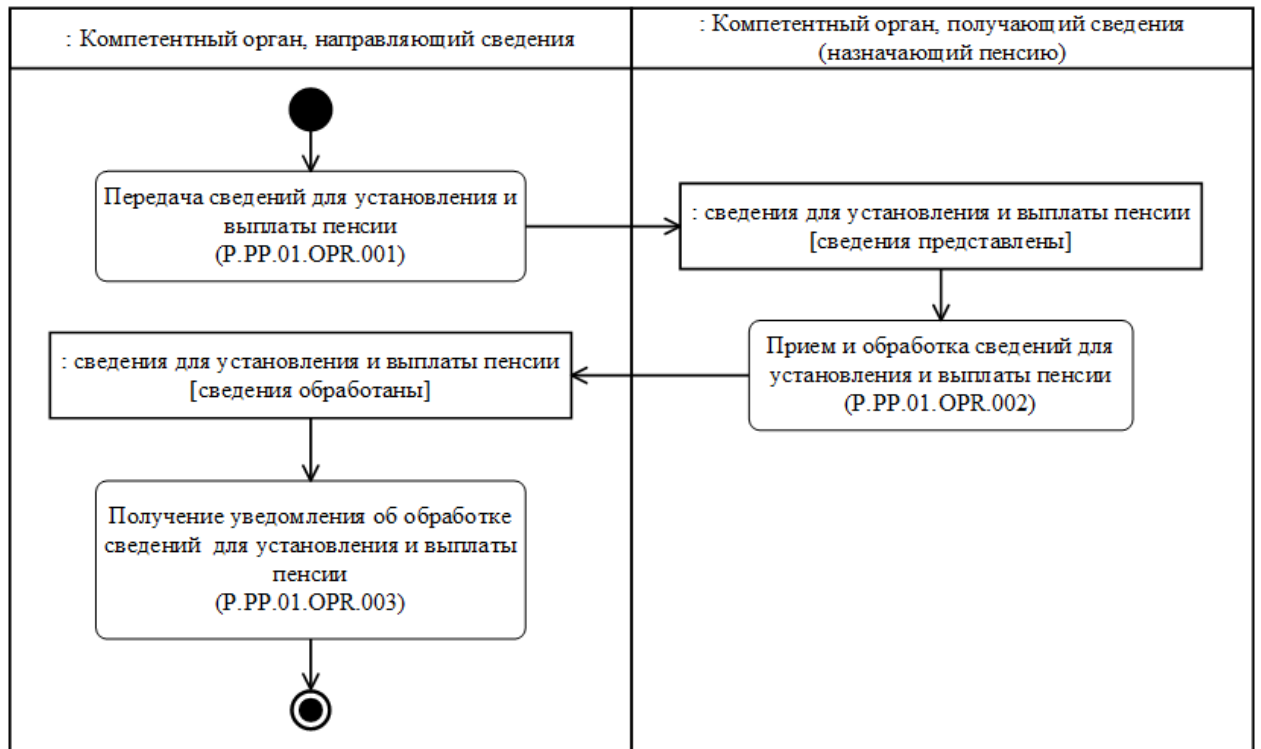 : Компетентный орган, направляющий сведения
: Компетентный орган, получающий сведения
(назначающий пенсию)
Передача сведений для установления и
выплаты пенсии
(P.PP.01.OPR.001)
: сведения для установления и выплаты пенсии
[сведения представлены]
Прием и обработка сведений для
установления и выплаты пенсии
(P.PP.01.OPR.002)
: сведения для установления и выплаты пенсии
[сведения обработаны]
Получение уведомления об обработке
сведений для установления и выплаты
пенсии
(P.PP.01.OPR.003)